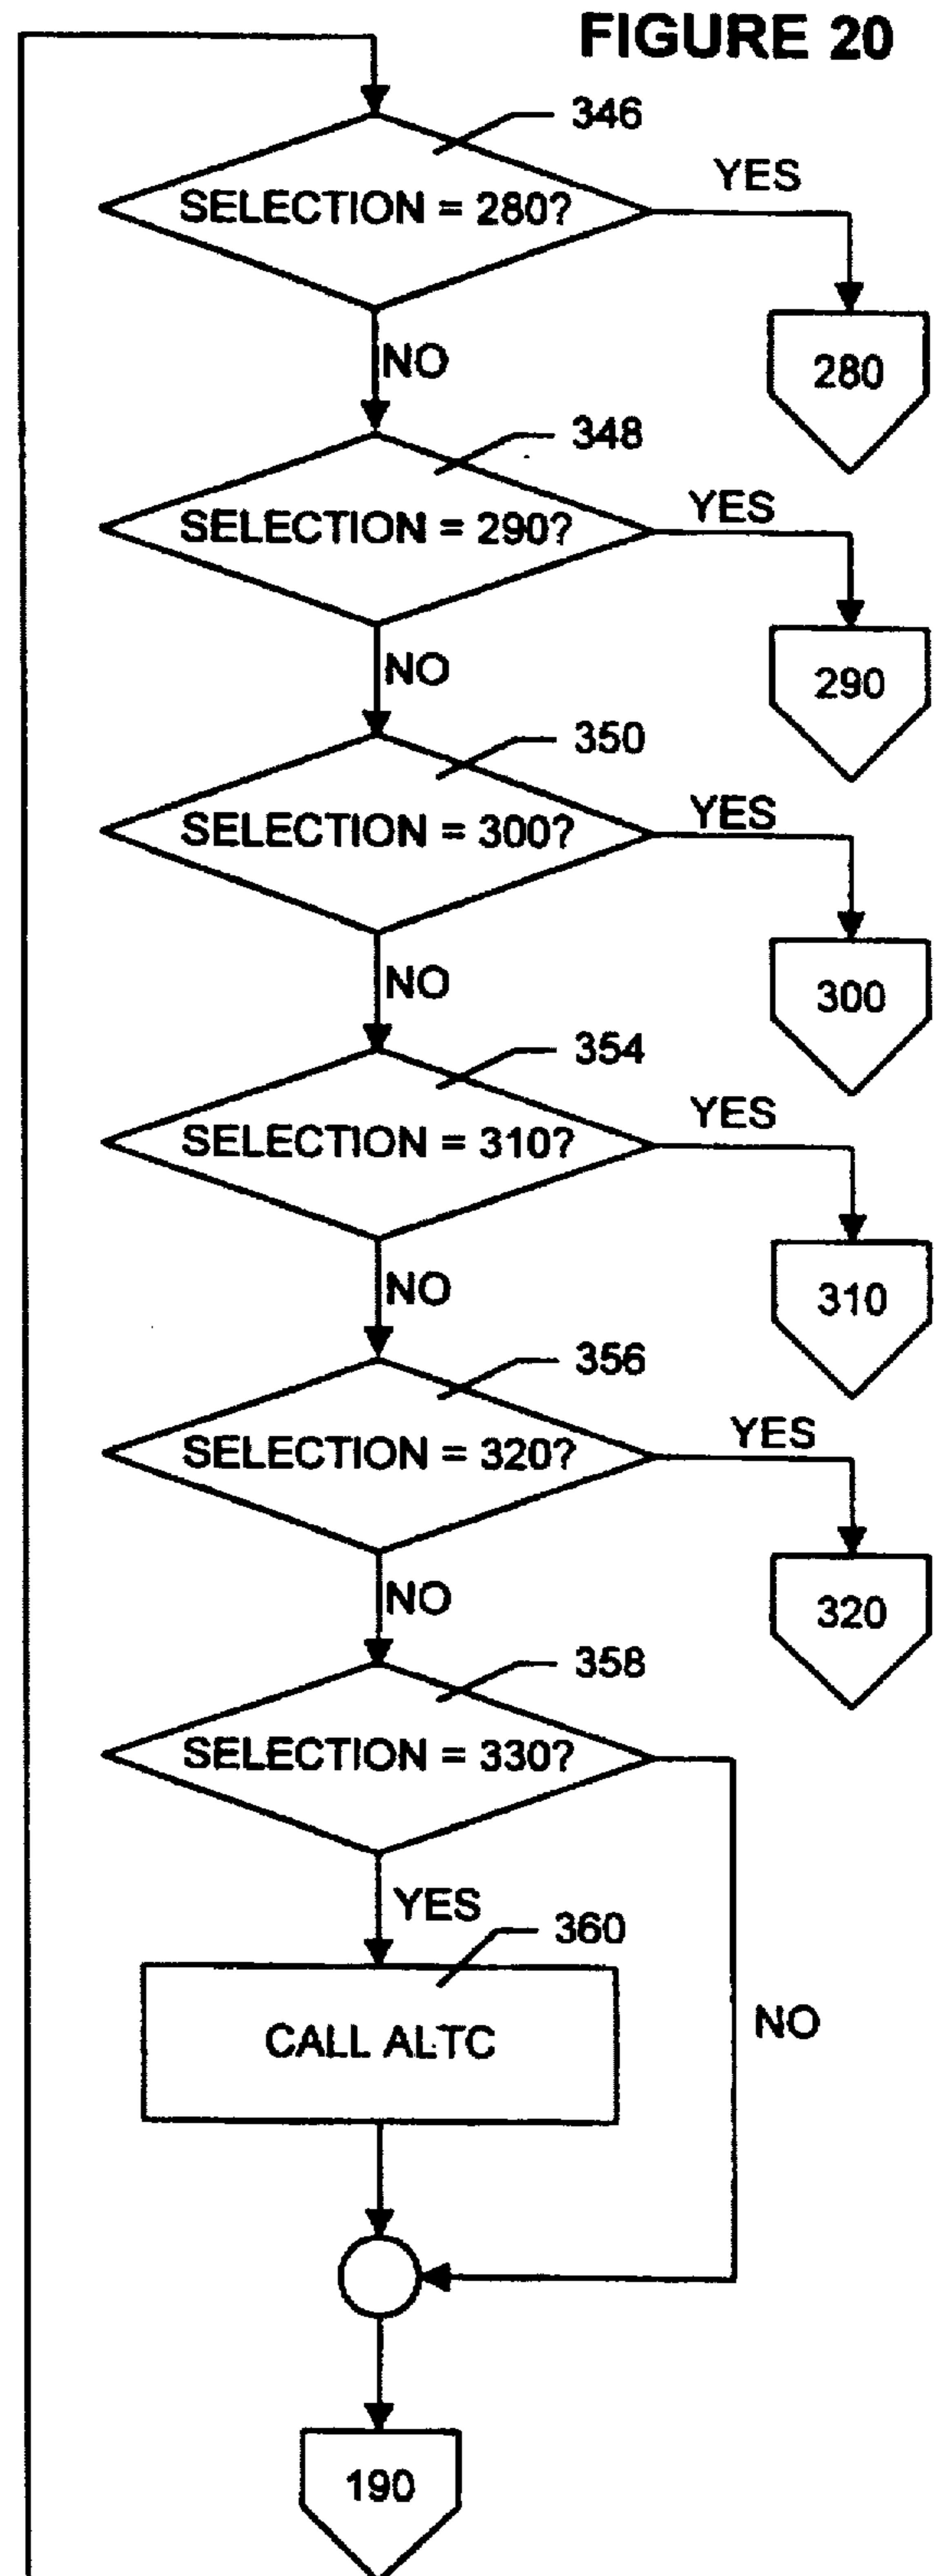 FIGURE 20
346
SELECTION = 280?
YES
280
NO
348
SELECTION = 290?
YES
290
NO
350
SELECTION = 300?
YES
300
NO
354
SELECTION = 310?
YES
310
NO
356
SELECTION = 320?
YES
320
NO
358
SELECTION = 330?
YES
360
CALL ALTC
NO
190